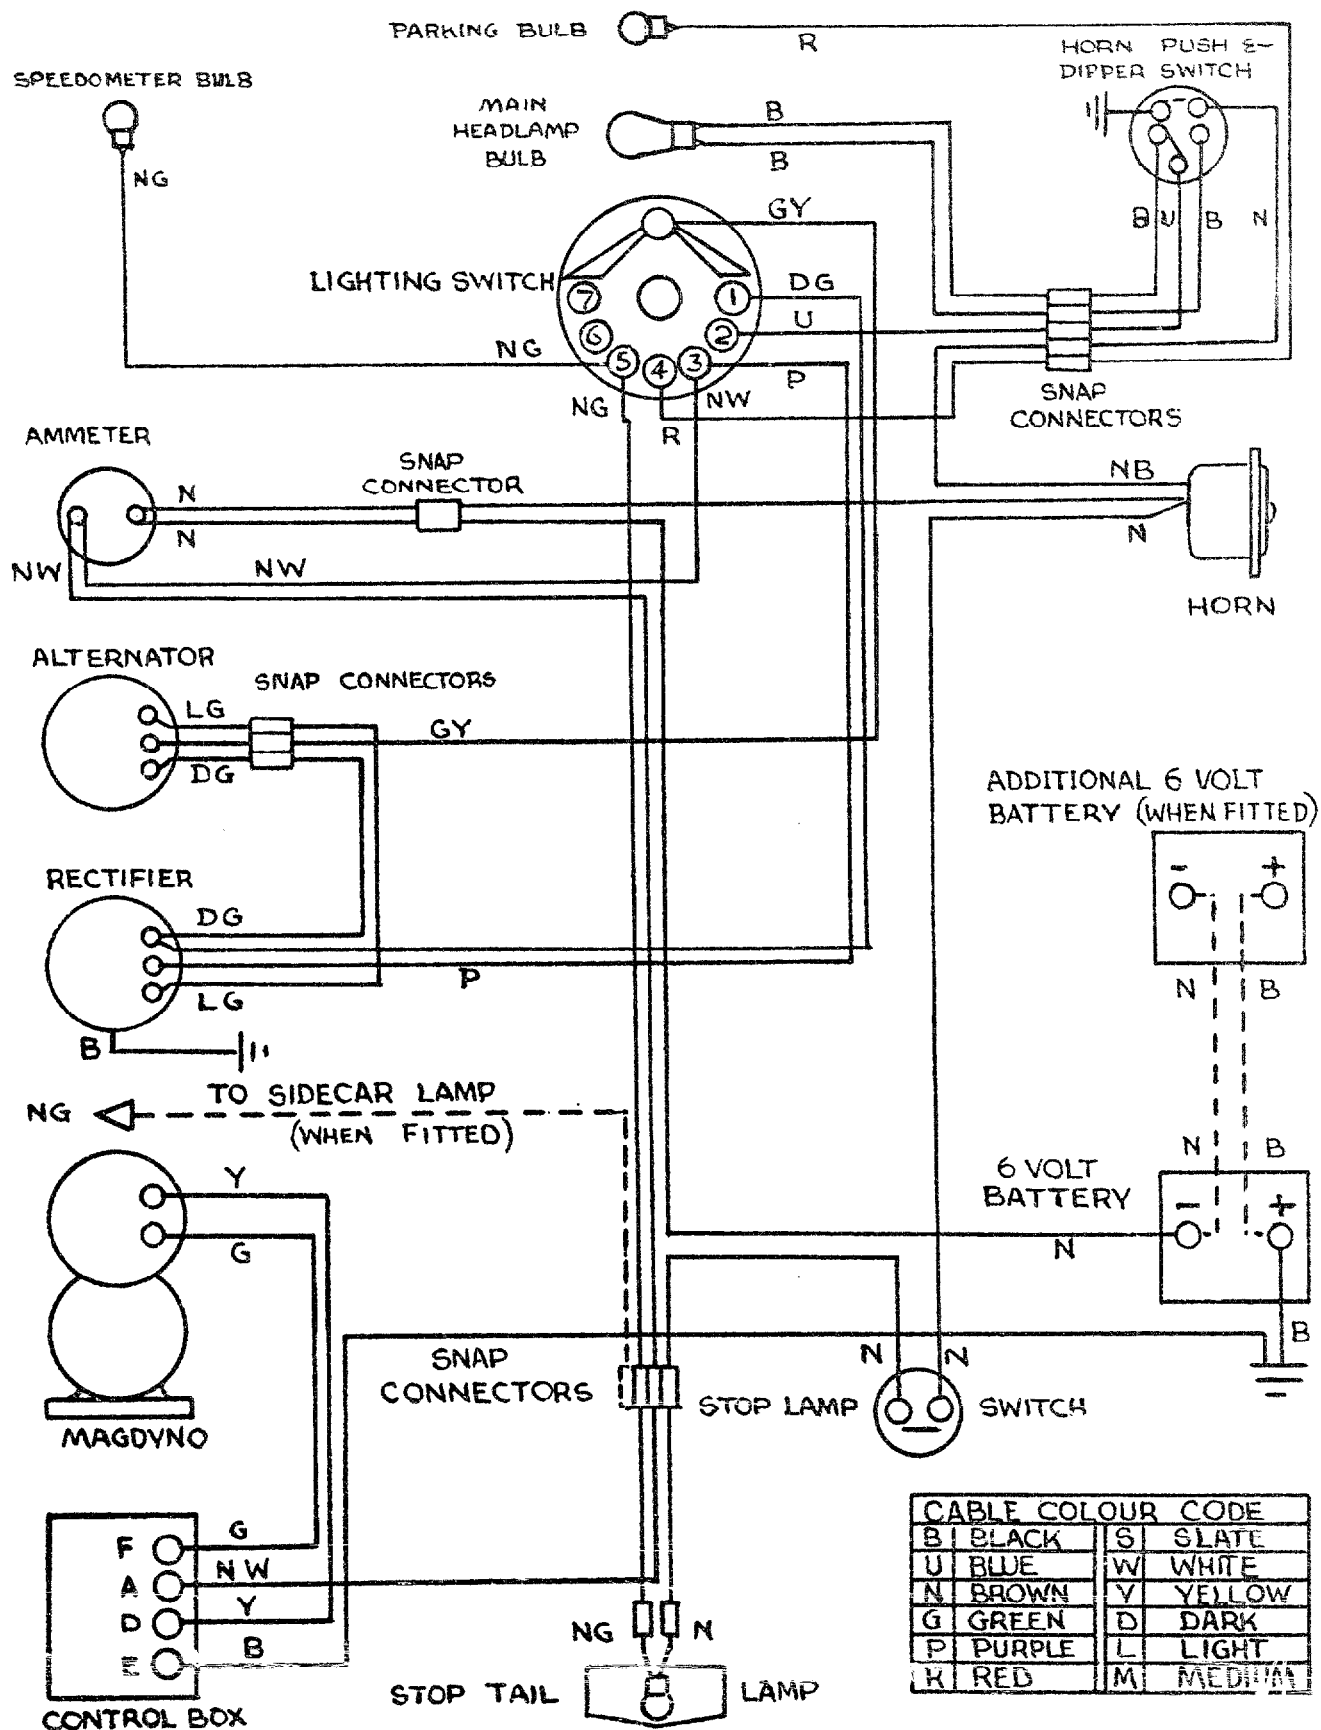 PARKING BULB
R
HORN PUSH &
DIPPER SWITCH
SPEEDOMETER BULB
NG
MAIN
HEADLAMP
BULB
B
B
GY
B U B N
LIGHTING SWITCH
7 1 DG
6 2 U
NG 5 4 3 P
NG R NW
SNAP
CONNECTORS
AMMETER
SNAP
CONNECTOR
N
N
NB
N
HORN
NW NW
ALTERNATOR
SNAP CONNECTORS
LG
GY
DG
ADDITIONAL 6 VOLT
BATTERY (WHEN FITTED)
- +
N B
RECTIFIER
DG
P
LG
B
TO SIDECAR LAMP
NG
(WHEN FITTED)
N B
6 VOLT
BATTERY
- +
N
B
Y
G
MAGDYNO
SNAP
CONNECTORS
N N
STOP LAMP SWITCH
F G
A NW
D Y
E B
CONTROL BOX
NG N
STOP TAIL LAMP
CABLE COLOUR CODE
B BLACK S SLATE
U BLUE W WHITE
N BROWN Y YELLOW
G GREEN D DARK
P PURPLE L LIGHT
R RED M MEDIUM